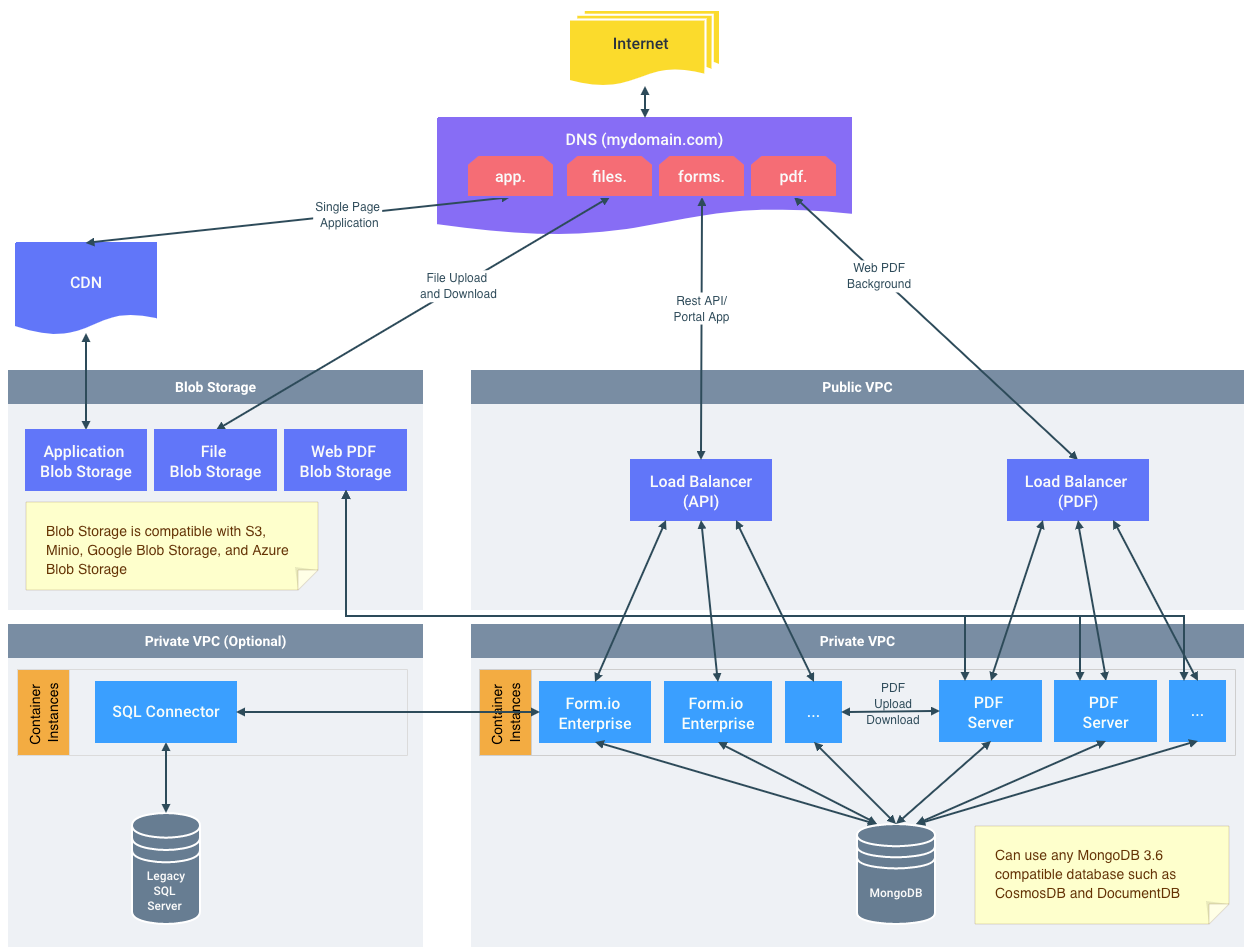 Internet
DNS (mydomain.com)
app.
files.
forms.
pdf.
Single Page
Application
CDN
File Upload
and Download
Rest API/
Portal App
Web PDF
Background
Blob Storage
Application
Blob Storage
File
Blob Storage
Web PDF
Blob Storage
Blob Storage is compatible with S3,
Minio, Google Blob Storage, and Azure
Blob Storage
Public VPC
Load Balancer
(API)
Load Balancer
(PDF)
Private VPC (Optional)
Container
Instances
SQL Connector
Legacy
SQL
Server
Private VPC
Container
Instances
Form.io
Enterprise
Form.io
Enterprise
...
PDF
Upload
Download
PDF
Server
PDF
Server
...
MongoDB
Can use any MongoDB 3.6
compatible database such as
CosmosDB and DocumentDB